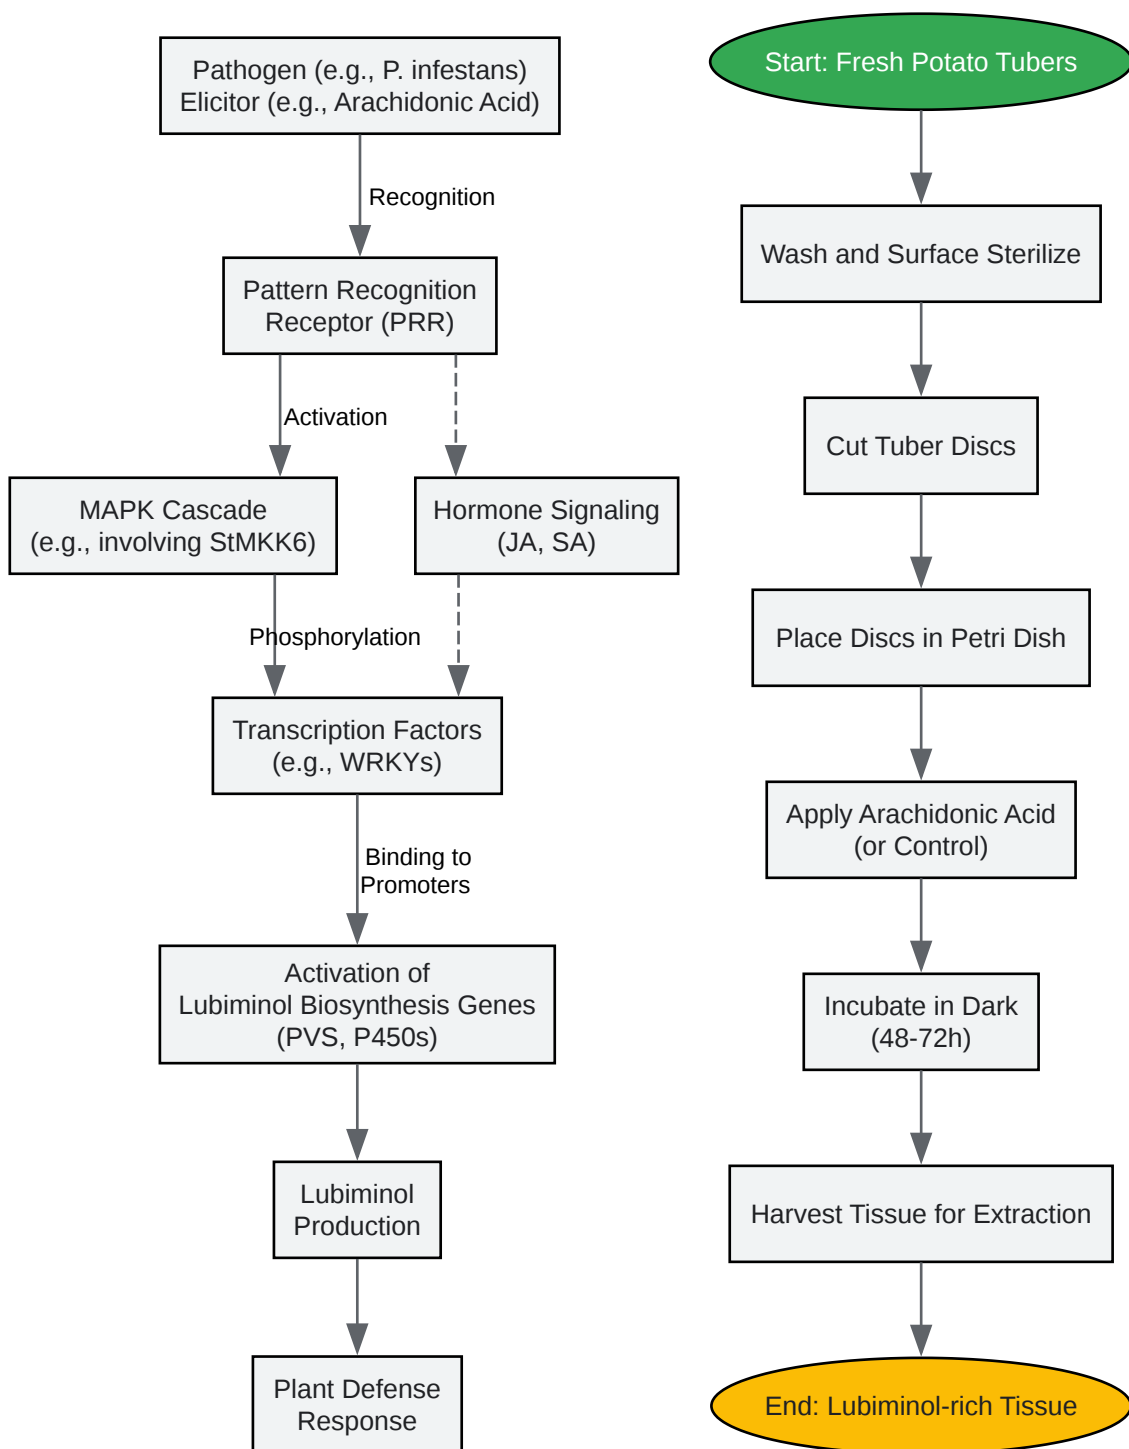 Pathogen (e.g., P. infestans)
Elicitor (e.g., Arachidonic Acid)
Recognition
Pattern Recognition
Receptor (PRR)
Activation
MAPK Cascade
(e.g., involving StMKK6)
Hormone Signaling
(JA, SA)
Phosphorylation
Transcription Factors
(e.g., WRKYs)
Binding to
Promoters
Activation of
Lubiminol Biosynthesis Genes
(PVS, P450s)
Lubiminol
Production
Plant Defense
Response
Start: Fresh Potato Tubers
Wash and Surface Sterilize
Cut Tuber Discs
Place Discs in Petri Dish
Apply Arachidonic Acid
(or Control)
Incubate in Dark
(48-72h)
Harvest Tissue for Extraction
End: Lubiminol-rich Tissue